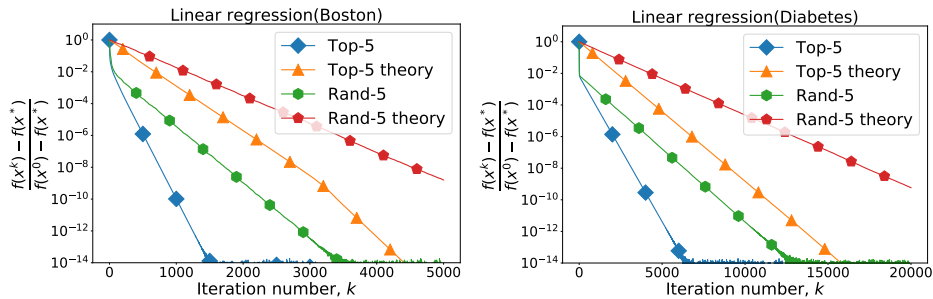 Linear regression(Boston)
f(x^k) − f(x^*)
f(x^0) − f(x^*)
10^0
10^−2
10^−4
10^−6
10^−8
10^−10
10^−12
10^−14
Top-5
Top-5 theory
Rand-5
Rand-5 theory
0 1000 2000 3000 4000 5000
Iteration number, k
Linear regression(Diabetes)
f(x^k) − f(x^*)
f(x^0) − f(x^*)
10^0
10^−2
10^−4
10^−6
10^−8
10^−10
10^−12
10^−14
Top-5
Top-5 theory
Rand-5
Rand-5 theory
0 5000 10000 15000 20000
Iteration number, k